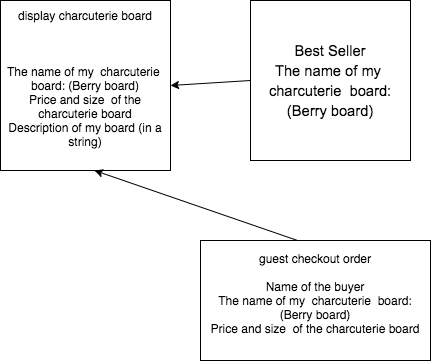 display charcuterie board
The name of my charcuterie
board: (Berry board)
Price and size of the
charcuterie board
Description of my board (in a
string)
Best Seller
The name of my
charcuterie board:
(Berry board)
guest checkout order
Name of the buyer
The name of my charcuterie board:
(Berry board)
Price and size of the charcuterie board